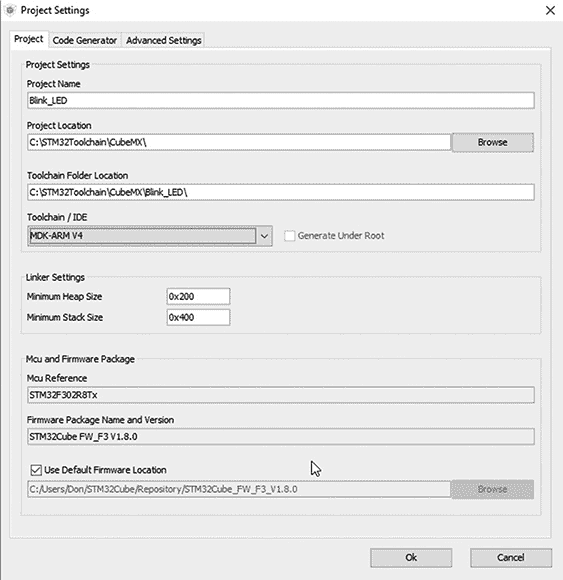 Project Settings
Project Code Generator Advanced Settings
Project Settings
Project Name
Blink_LED
Project Location
C:\STM32Toolchain\CubeMX\ Browse
Toolchain Folder Location
C:\STM32Toolchain\CubeMX\Blink_LED\
Toolchain / IDE
MDK-ARM V4 Generate Under Root
Linker Settings
Minimum Heap Size 0x200
Minimum Stack Size 0x400
Mcu and Firmware Package
Mcu Reference
STM32F302R8Tx
Firmware Package Name and Version
STM32Cube FW_F3 V1.8.0
Use Default Firmware Location
C:/Users/Don/STM32Cube/Repository/STM32Cube_FW_F3_V1.8.0 Browse
Ok Cancel